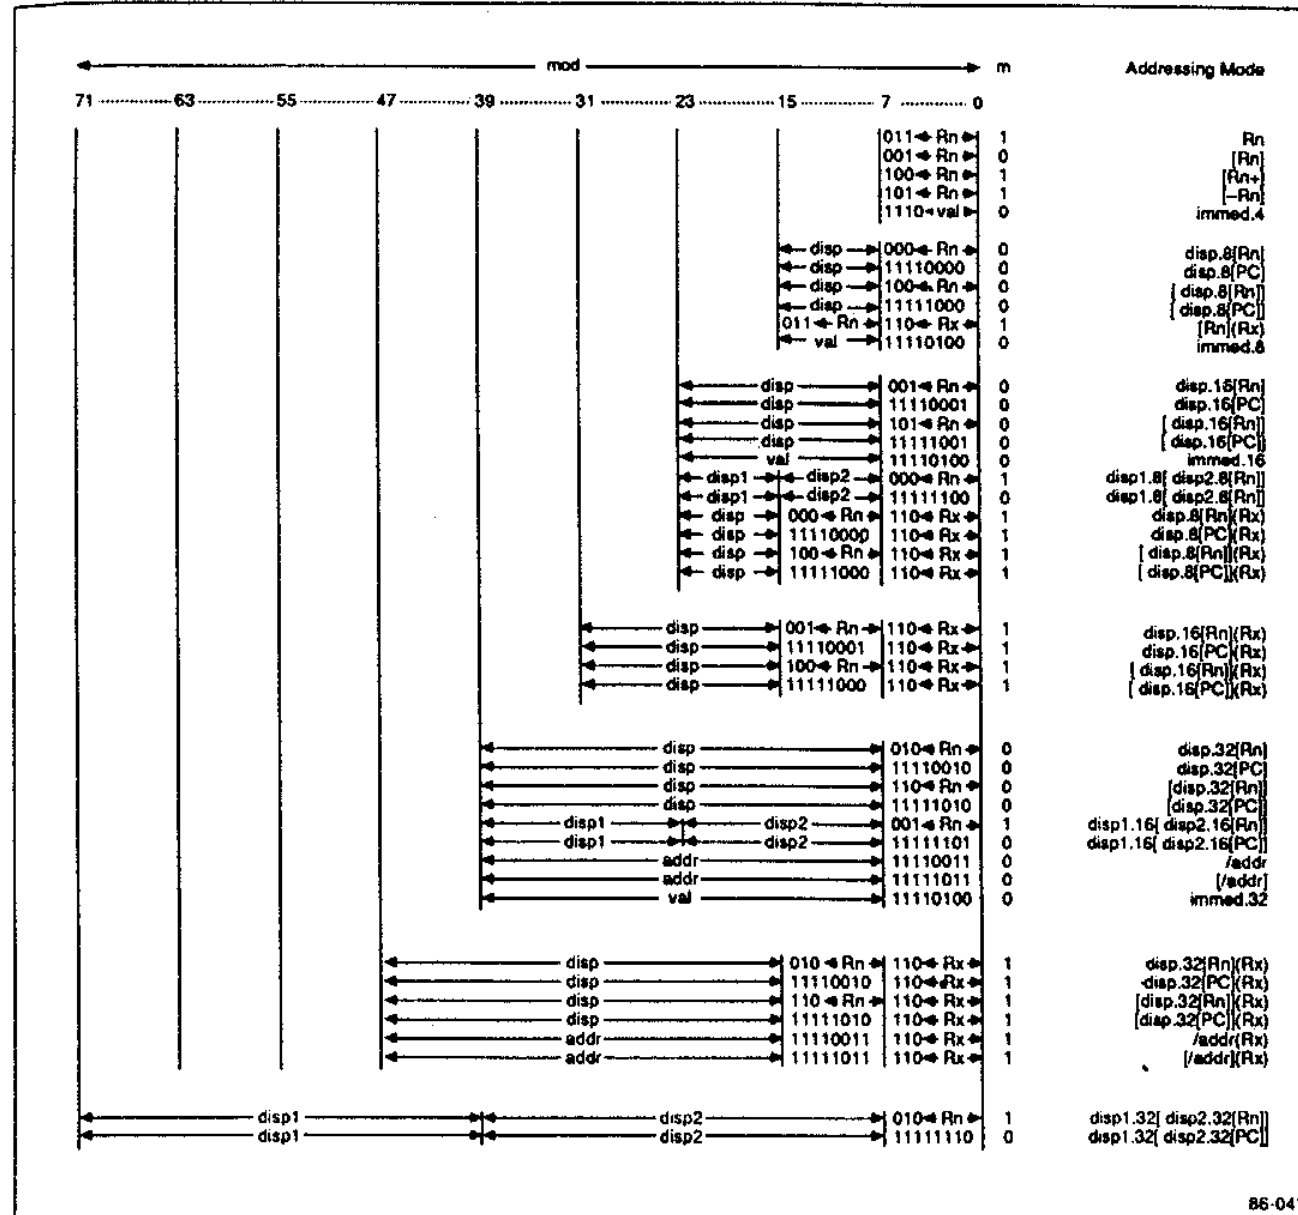 mod m Addressing Mode
71 63 55 47 39 31 23 15 7 0
011 Rn 1 Rn
001 Rn 0 [Rn]
100 Rn 1 [Rn+]
101 Rn 1 [–Rn]
1110 val 0 immed.4
disp 000 Rn 0 disp.8[Rn]
disp 11110000 0 disp.8[PC]
disp 100 Rn 0 [ disp.8[Rn]]
disp 11111000 0 [ disp.8[PC]]
011 Rn 110 Rx 1 [Rn](Rx)
val 11110100 0 immed.8
disp 001 Rn 0 disp.16[Rn]
disp 11110001 0 disp.16[PC]
disp 101 Rn 0 [ disp.16[Rn]]
disp 11111001 0 [ disp.16[PC]]
val 11110100 0 immed.16
disp1 disp2 000 Rn 1 disp1.8[ disp2.8[Rn]]
disp1 disp2 11111100 0 disp1.8[ disp2.8[Rn]]
disp 000 Rn 110 Rx 1 disp.8[Rn](Rx)
disp 11110000 110 Rx 1 disp.8[PC](Rx)
disp 100 Rn 110 Rx 1 [ disp.8[Rn]](Rx)
disp 11111000 110 Rx 1 [ disp.8[PC]](Rx)
disp 001 Rn 110 Rx 1 disp.16[Rn](Rx)
disp 11110001 110 Rx 1 disp.16[PC](Rx)
disp 100 Rn 110 Rx 1 [ disp.16[Rn]](Rx)
disp 11111000 110 Rx 1 [ disp.16[PC]](Rx)
disp 010 Rn 0 disp.32[Rn]
disp 11110010 0 disp.32[PC]
disp 110 Rn 0 [disp.32[Rn]]
disp 11111010 0 [disp.32[PC]]
disp1 disp2 001 Rn 1 disp1.16[ disp2.16[Rn]]
disp1 disp2 11111101 0 disp1.16[ disp2.16[PC]]
addr 11110011 0 /addr
addr 11111011 0 [/addr]
val 11110100 0 immed.32
disp 010 Rn 110 Rx 1 disp.32[Rn](Rx)
disp 11110010 110 Rx 1 disp.32[PC](Rx)
disp 110 Rn 110 Rx 1 [disp.32[Rn]](Rx)
disp 11111010 110 Rx 1 [disp.32[PC]](Rx)
addr 11110011 110 Rx 1 /addr(Rx)
addr 11111011 110 Rx 1 [/addr](Rx)
disp1 disp2 010 Rn 1 disp1.32[ disp2.32[Rn]]
disp1 disp2 11111110 0 disp1.32[ disp2.32[PC]]